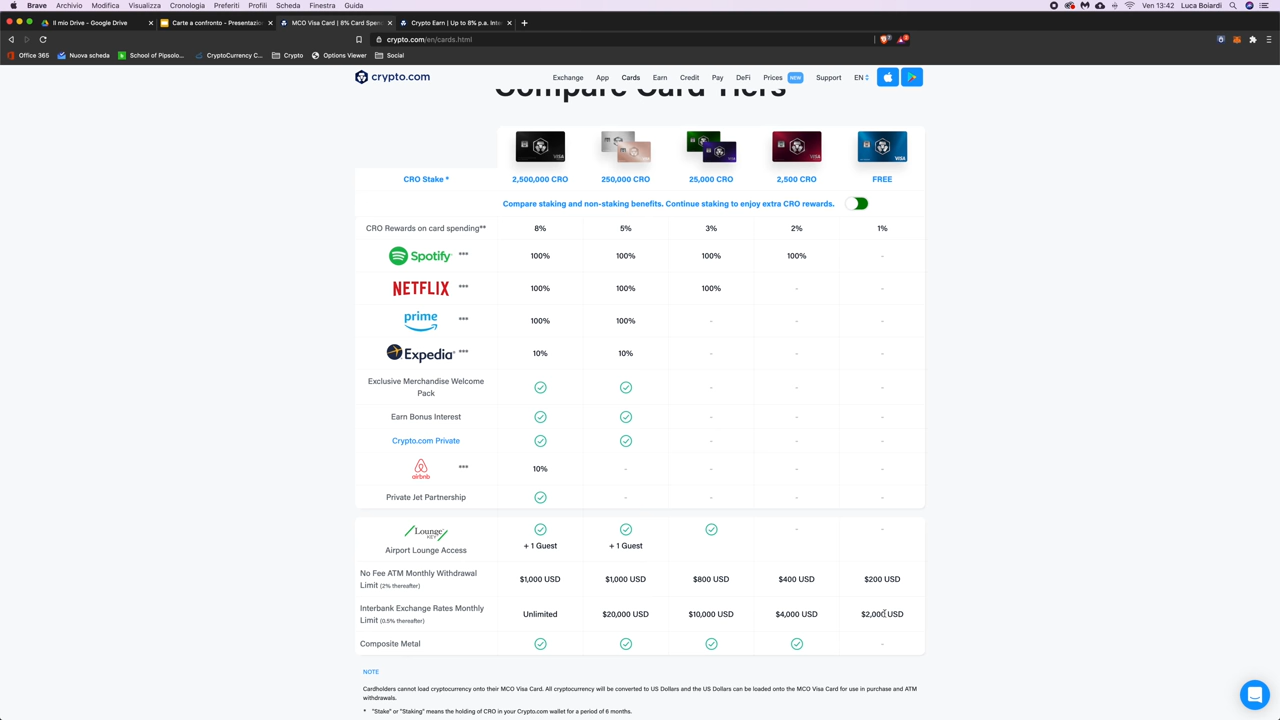 Brave Archivio Modifica Visualizza Cronologia Preferiti Profili Scheda Finestra Guida Ven 13:42 Luca Boiardi
Il mio Drive - Google Drive Carte a confronto - Presentazio MCO Visa Card | 8% Card Spend Crypto Earn | Up to 8% p.a. Inte
crypto.com/en/cards.html
Office 365 Nuova scheda School of Pipsolo... CryptoCurrency C... Crypto Options Viewer Social
crypto.com Exchange App Cards Earn Credit Pay DeFi Prices NEW Support EN
Compare Card Tiers
CRO Stake * 2,500,000 CRO 250,000 CRO 25,000 CRO 2,500 CRO FREE
Compare staking and non-staking benefits. Continue staking to enjoy extra CRO rewards.
CRO Rewards on card spending** 8% 5% 3% 2% 1%
Spotify *** 100% 100% 100% 100% -
NETFLIX *** 100% 100% 100% - -
prime *** 100% 100% - - -
Expedia *** 10% 10% - - -
Exclusive Merchandise Welcome
Pack - - -
Earn Bonus Interest - - -
Crypto.com Private - - -
airbnb *** 10% - - - -
Private Jet Partnership - - - -
Lounge KEY - -
Airport Lounge Access + 1 Guest + 1 Guest
No Fee ATM Monthly Withdrawal
Limit (2% thereafter) $1,000 USD $1,000 USD $800 USD $400 USD $200 USD
Interbank Exchange Rates Monthly
Limit (0.5% thereafter) Unlimited $20,000 USD $10,000 USD $4,000 USD $2,000 USD
Composite Metal -
NOTE
Cardholders cannot load cryptocurrency onto their MCO Visa Card. All cryptocurrency will be converted to US Dollars and the US Dollars can be loaded onto the MCO Visa Card for use in purchase and ATM
withdrawals.
* "Stake" or "Staking" means the holding of CRO in your Crypto.com wallet for a period of 6 months.